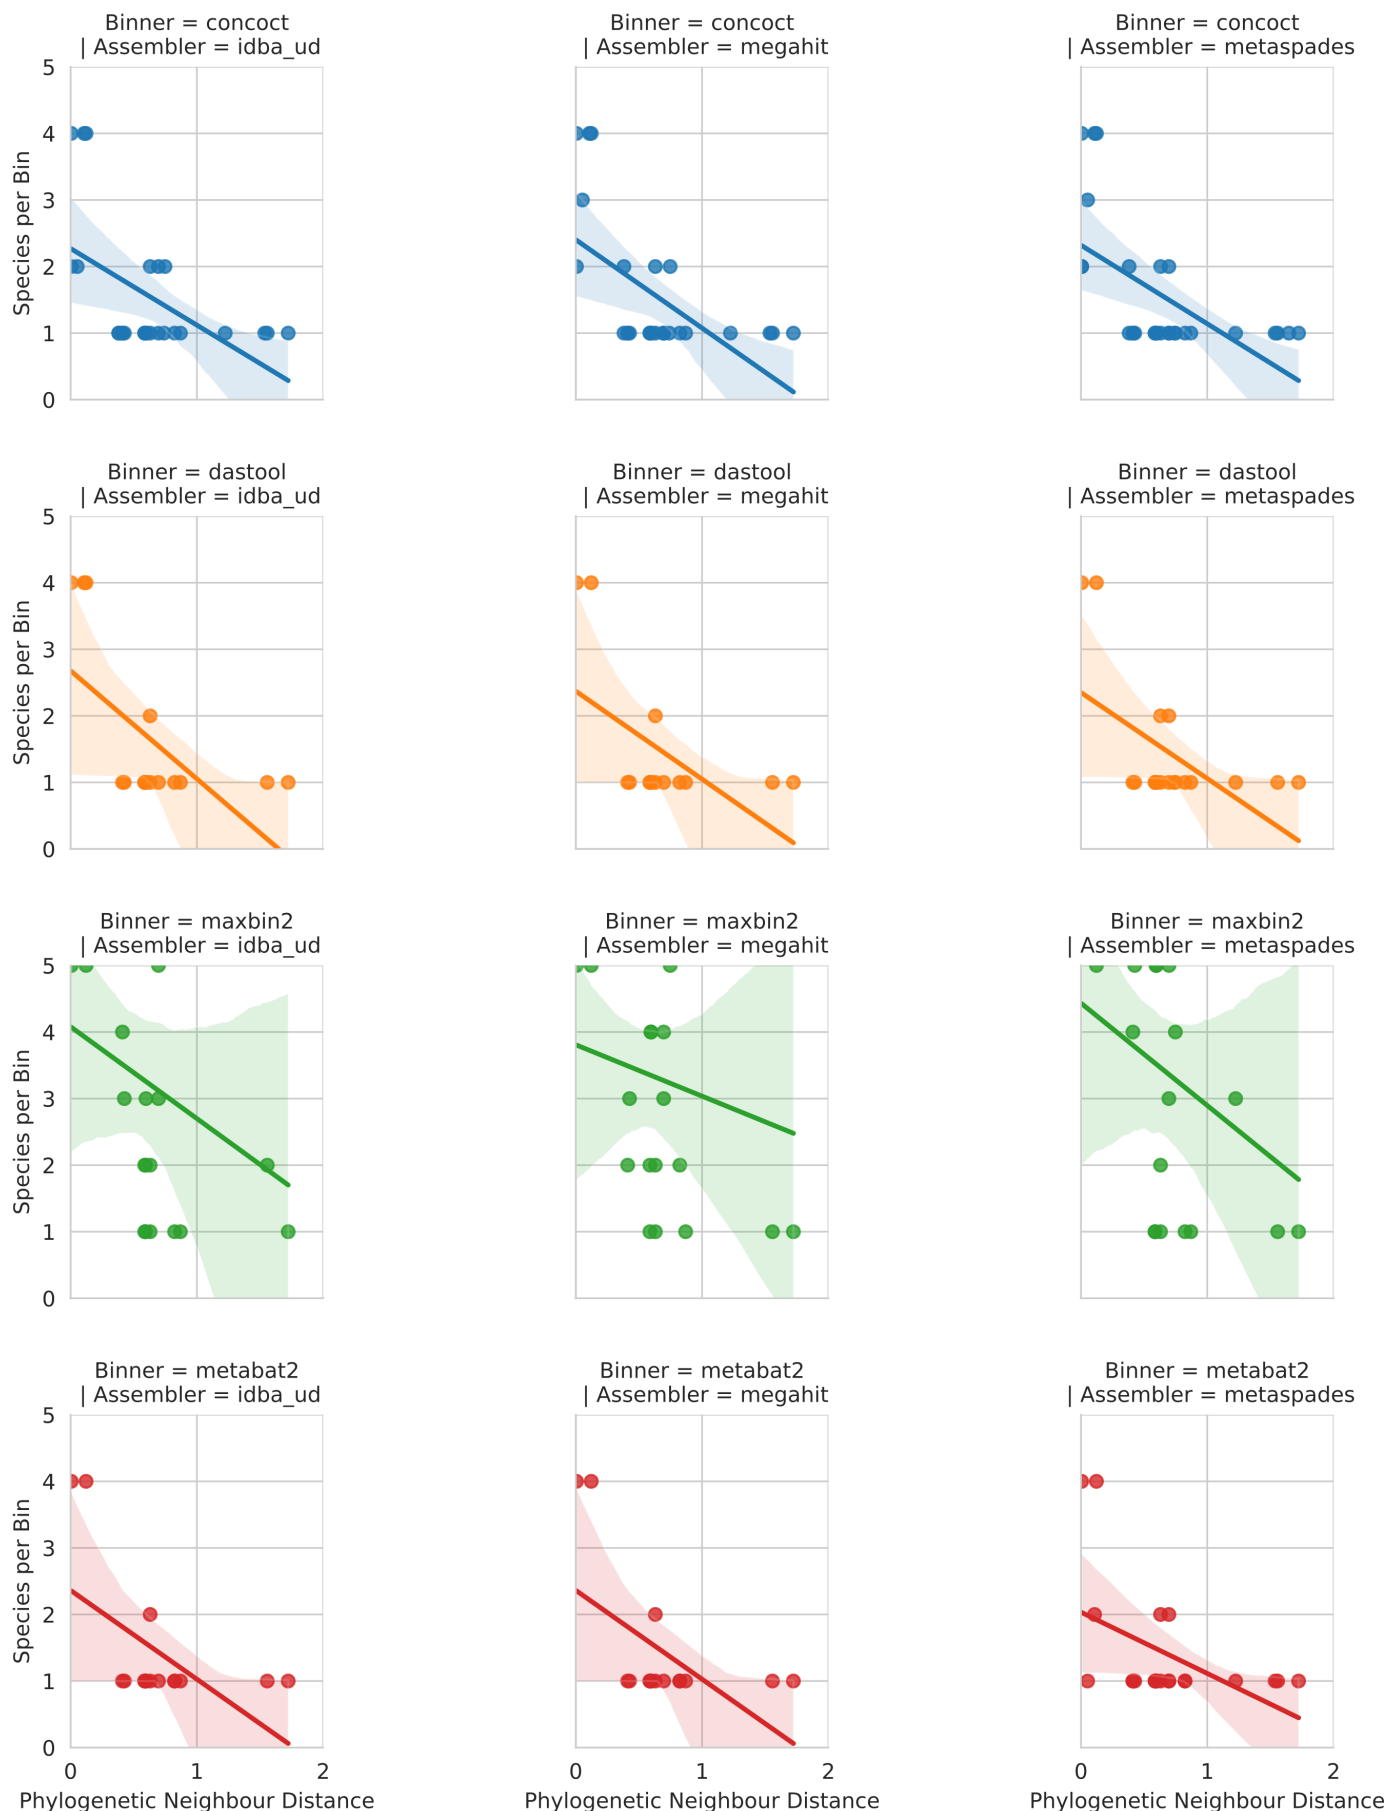 Binner = concoct
| Assembler = idba_ud
Binner = concoct
| Assembler = megahit
Binner = concoct
| Assembler = metaspades
Species per Bin
5
4
3
2
1
0
Binner = dastool
| Assembler = idba_ud
Binner = dastool
| Assembler = megahit
Binner = dastool
| Assembler = metaspades
Species per Bin
5
4
3
2
1
0
Binner = maxbin2
| Assembler = idba_ud
Binner = maxbin2
| Assembler = megahit
Binner = maxbin2
| Assembler = metaspades
Species per Bin
5
4
3
2
1
0
Binner = metabat2
| Assembler = idba_ud
Binner = metabat2
| Assembler = megahit
Binner = metabat2
| Assembler = metaspades
Species per Bin
5
4
3
2
1
0
0 1 2
0 1 2
0 1 2
Phylogenetic Neighbour Distance
Phylogenetic Neighbour Distance
Phylogenetic Neighbour Distance